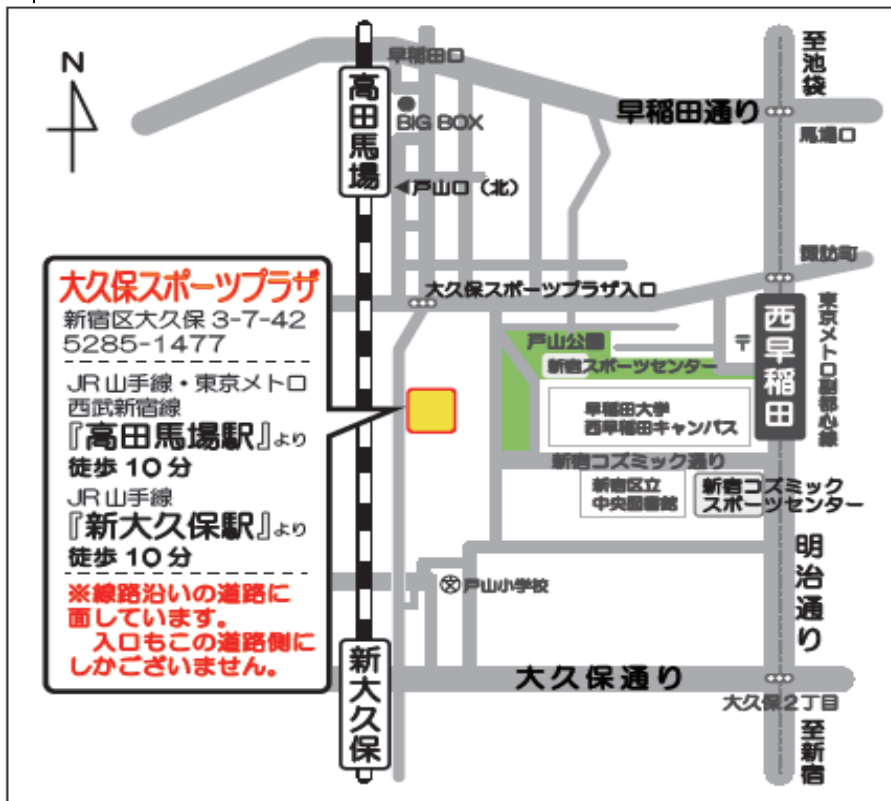 N
早稲田口
至池袋
高田馬場
BIG BOX
早稲田通り
馬場口
戸山口（北）
諏訪町
大久保スポーツプラザ入口
大久保スポーツプラザ
新宿区大久保 3-7-42
5285-1477
JR 山手線・東京メトロ
西武新宿線
『高田馬場駅』より
徒歩 10 分
JR 山手線
『新大久保駅』より
徒歩 10 分
※線路沿いの道路に
面しています。
入口もこの道路側に
しかございません。
戸山公園
新宿スポーツセンター
〒
西早稲田
東京メトロ副都心線
早稲田大学
西早稲田キャンパス
新宿コズミック通り
新宿区立
中央図書館
新宿コズミック
スポーツセンター
明治通り
文
戸山小学校
新大久保
大久保通り
大久保２丁目
至新宿